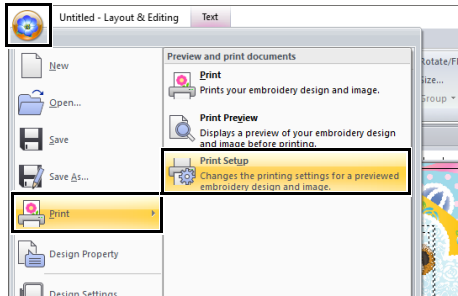 Untitled - Layout & Editing
Text
Preview and print documents
New
Open...
Save
Save As...
Print
Design Property
Design Settings
Print
Prints your embroidery design and image.
Print Preview
Displays a preview of your embroidery design
and image before printing.
Print Setup
Changes the printing settings for a previewed
embroidery design and image.
Rotate/Fl
Size...
Group